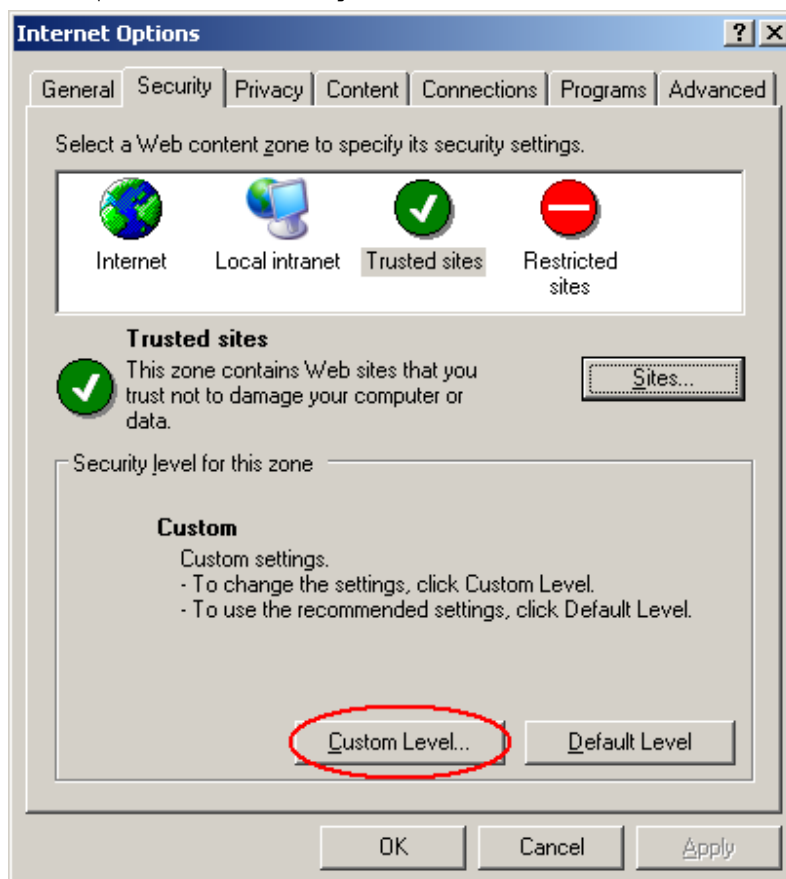 Internet Options
General Security Privacy Content Connections Programs Advanced
Select a Web content zone to specify its security settings.
Internet Local intranet Trusted sites Restricted
sites
Trusted sites
This zone contains Web sites that you
trust not to damage your computer or
data.
Sites...
Security level for this zone
Custom
Custom settings.
- To change the settings, click Custom Level.
- To use the recommended settings, click Default Level.
Custom Level... Default Level
OK Cancel Apply